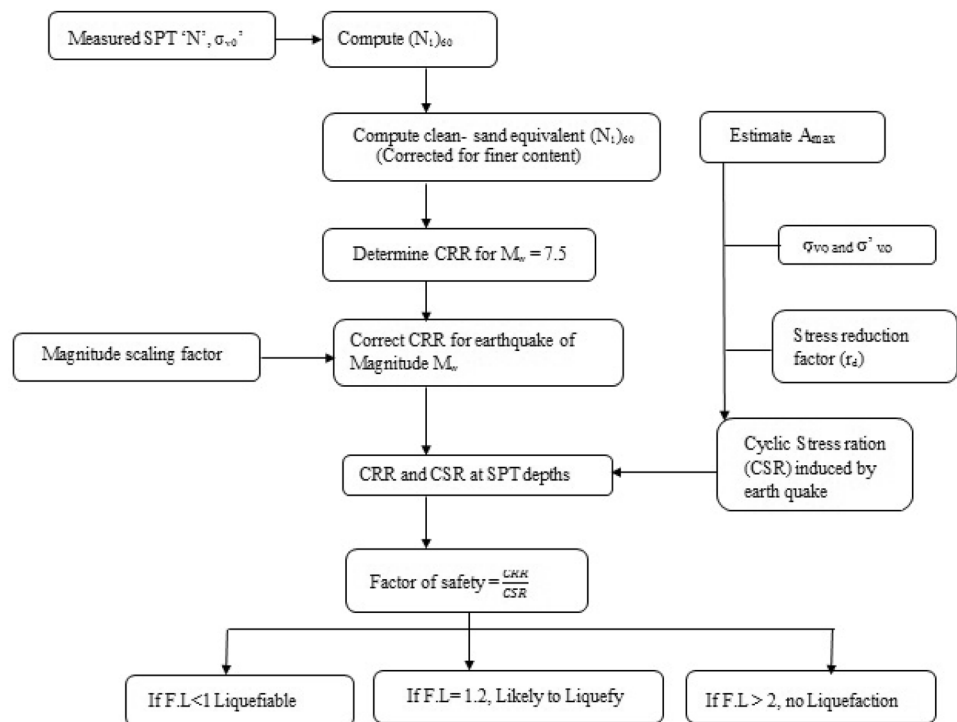 Measured SPT ‘N’, σᵥ₀’
Compute (N₁)₆₀
Compute clean- sand equivalent (N₁)₆₀
(Corrected for finer content)
Estimate Aₘₐₓ
Determine CRR for Mw = 7.5
σvo and σ’ vo
Magnitude scaling factor
Correct CRR for earthquake of
Magnitude Mw
Stress reduction
factor (rd)
CRR and CSR at SPT depths
Cyclic Stress ration
(CSR) induced by
earth quake
Factor of safety = CRR/CSR
If F.L<1 Liquefiable
If F.L= 1.2, Likely to Liquefy
If F.L > 2, no Liquefaction